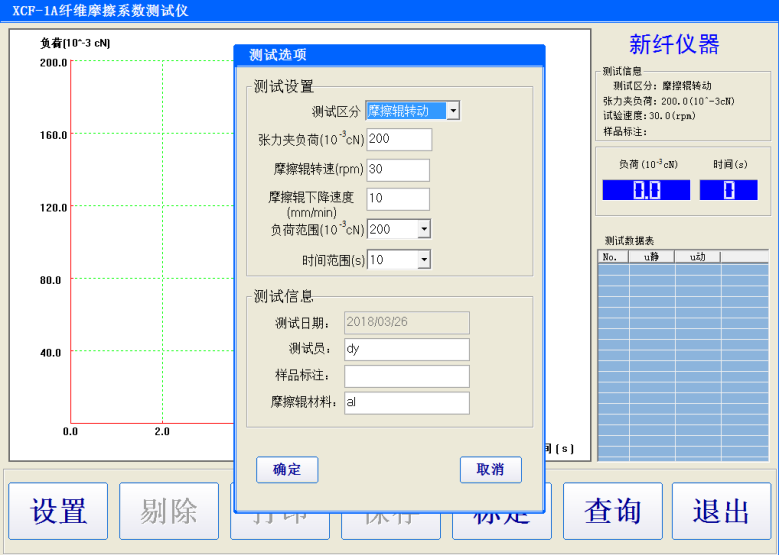 XCF-1A纤维摩擦系数测试仪
负荷(10^-3 cN)
200.0
160.0
120.0
80.0
40.0
0.0
2.0
(s)
测试选项
测试设置
测试区分 摩擦辊转动
张力夹负荷(10⁻³cN) 200
摩擦辊转速(rpm) 30
摩擦辊下降速度
(mm/min)
10
负荷范围(10⁻³cN) 200
时间范围(s) 10
测试信息
测试日期： 2018/03/26
测试员： dy
样品标注：
摩擦辊材料： al
确定
取消
新纤仪器
测试信息
测试区分: 摩擦辊转动
张力夹负荷: 200.0(10^-3cN)
试验速度:30.0(rpm)
样品标注:
负荷(10⁻³cN)
时间(s)
0.0
0
测试数据表
No. u静 u动
设置
剔除
打印
保存
标定
查询
退出